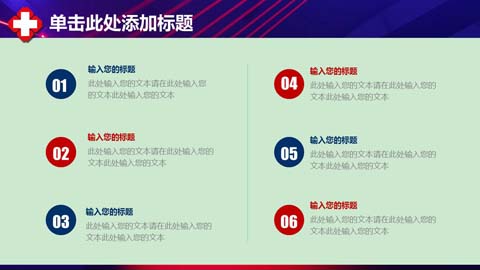 单击此处添加标题
01
输入您的标题
此处输入您的文本请在此处输入您
的文本此处输入您的文本
02
输入您的标题
此处输入您的文本请在此处输入您的
文本此处输入您的文本
03
输入您的标题
此处输入您的文本请在此处输入您的
文本此处输入您的文本
04
输入您的标题
此处输入您的文本请在此处输入您的
文本此处输入您的文本
05
输入您的标题
此处输入您的文本请在此处输入您的
文本此处输入您的文本
06
输入您的标题
此处输入您的文本请在此处输入您的
文本此处输入您的文本